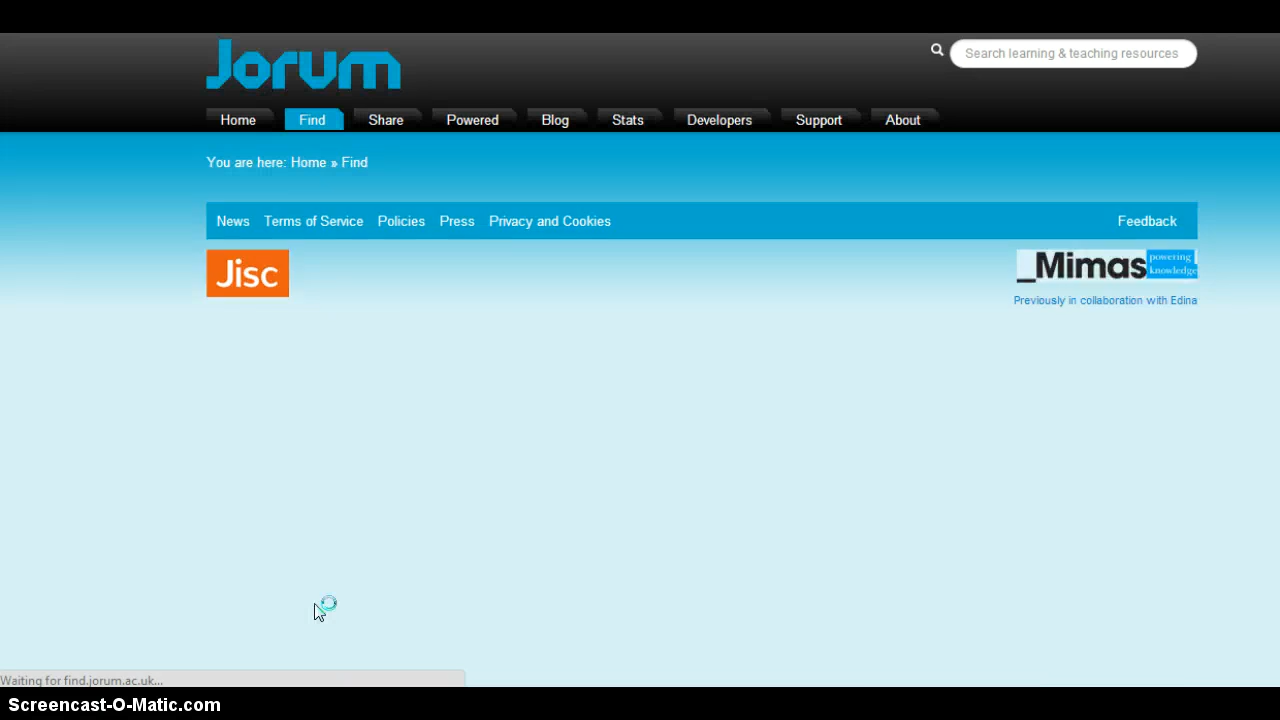 Jorum
Search learning & teaching resources
Home Find Share Powered Blog Stats Developers Support About
You are here: Home » Find
News Terms of Service Policies Press Privacy and Cookies Feedback
Jisc
_Mimas powering knowledge
Previously in collaboration with Edina
Waiting for find.jorum.ac.uk...
Screencast-O-Matic.com